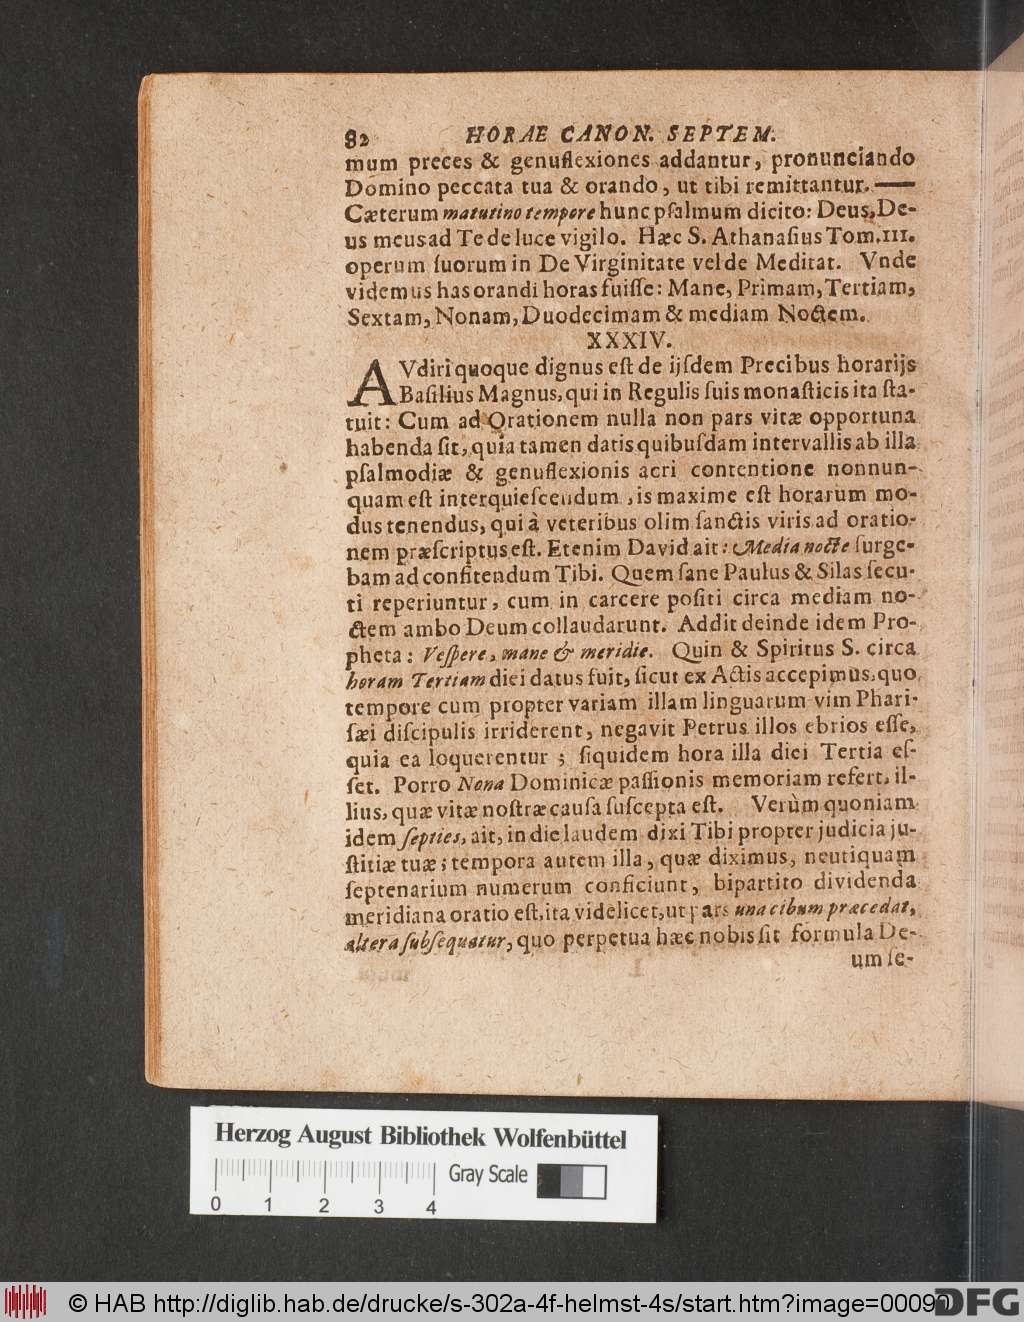 82 HORAE CANON. SEPTEM.
mum preces & genuflexiones addantur, pronunciando
Domino peccata tua & orando, ut tibi remittantur. ——
Cæterum maturino tempore hunc pſalmum dicito: Deus, De-
us meus ad Te de luce vigilo. Hæc S. Athanaſius Tom. III.
operum ſuorum in De Virginitate vel de Meditat. Vnde
videmus has orandi horas fuiſſe: Mane, Primam, Tertiam,
Sextam, Nonam, Duodecimam & mediam Noctem.
XXXIV.
AVdiri quoque dignus eſt de ijſdem Precibus horarijs
Baſilius Magnus, qui in Regulis ſuis monaſticis ita ſta-
tuit: Cum ad Orationem nulla non pars vitæ opportuna
habenda ſit, quia tamen datis quibuſdam intervallis ab illa
pſalmodiæ & genuflexionis acri contentione nonnun-
quam eſt interquieſcendum, is maxime eſt horarum mo-
dus tenendus, qui à veteribus olim ſanctis viris ad oratio-
nem præſcriptus eſt. Etenim David ait: Media nocte ſurge-
bam ad confitendum Tibi. Quem ſane Paulus & Silas ſecu-
ti reperiuntur, cum in carcere poſiti circa mediam no-
ctem ambo Deum collaudarunt. Addit deinde idem Pro-
pheta: Veſpere, mane & meridie. Quin & Spiritus S. circa
horam Tertiam diei datus fuit, ſicut ex Actis accepimus, quo
tempore cum propter variam illam linguarum vim Phari-
ſæi diſcipulis irriderent, negavit Petrus illos ebrios eſſe,
quia ea loquerentur; ſiquidem hora illa diei Tertia eſ-
ſet. Porro Nona Dominicæ paſſionis memoriam refert, il-
lius, quæ vitæ noſtræ cauſa ſuſcepta eſt. Verùm quoniam
idem ſepties, ait, in die laudem dixi Tibi propter judicia ju-
ſtitiæ tuæ; tempora autem illa, quæ diximus, neutiquam
ſeptenarium numerum conficiunt, bipartito dividenda
meridiana oratio eſt, ita videlicet, ut pars una cibum præcedat,
altera ſubſequatur, quo perpetua hæc nobis ſit formula De-
um ſe-
Herzog August Bibliothek Wolfenbüttel
Gray Scale
0 1 2 3 4
© HAB http://diglib.hab.de/drucke/s-302a-4f-helmst-4s/start.htm?image=00090
DFG